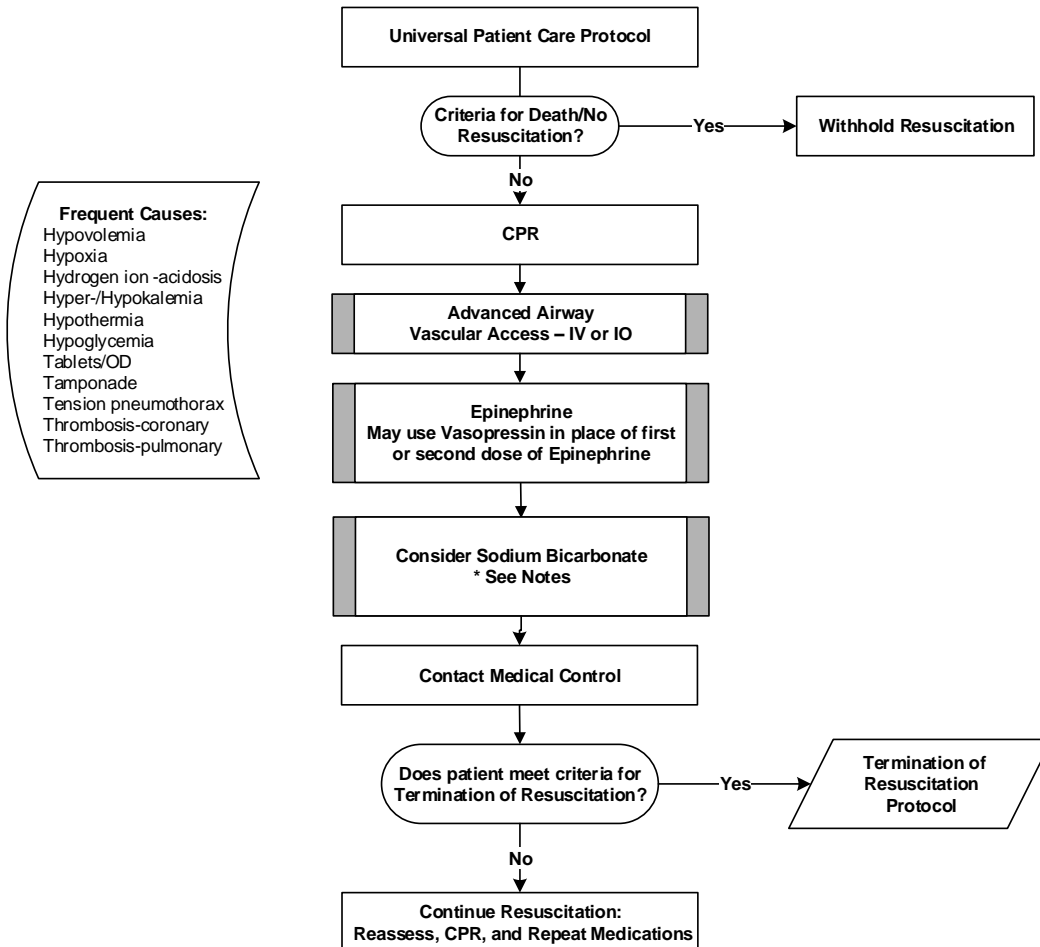 Universal Patient Care Protocol
Criteria for Death/No
Resuscitation?
Yes
Withhold Resuscitation
No
Frequent Causes:
Hypovolemia
Hypoxia
Hydrogen ion -acidosis
Hyper-/Hypokalemia
Hypothermia
Hypoglycemia
Tablets/OD
Tamponade
Tension pneumothorax
Thrombosis-coronary
Thrombosis-pulmonary
CPR
Advanced Airway
Vascular Access – IV or IO
Epinephrine
May use Vasopressin in place of first
or second dose of Epinephrine
Consider Sodium Bicarbonate
* See Notes
Contact Medical Control
Does patient meet criteria for
Termination of Resuscitation?
Yes
Termination of
Resuscitation
Protocol
No
Continue Resuscitation:
Reassess, CPR, and Repeat Medications